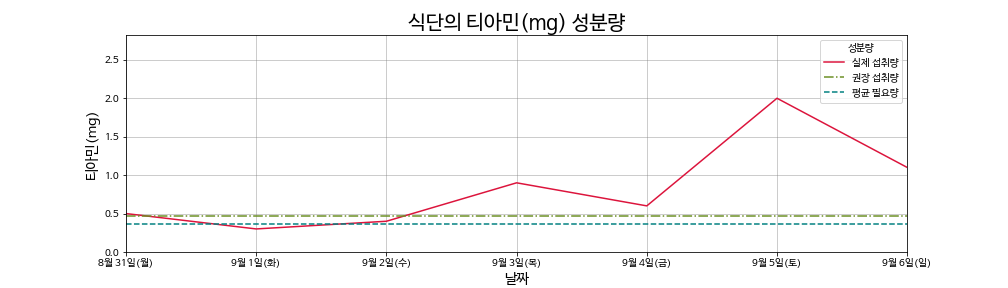 식단의 티아민(mg) 성분량
성분량
실제 섭취량
권장 섭취량
평균 필요량
티아민(mg)
2.5
2.0
1.5
1.0
0.5
0.0
8월 31일(월) 9월 1일(화) 9월 2일(수) 9월 3일(목) 9월 4일(금) 9월 5일(토) 9월 6일(일)
날짜